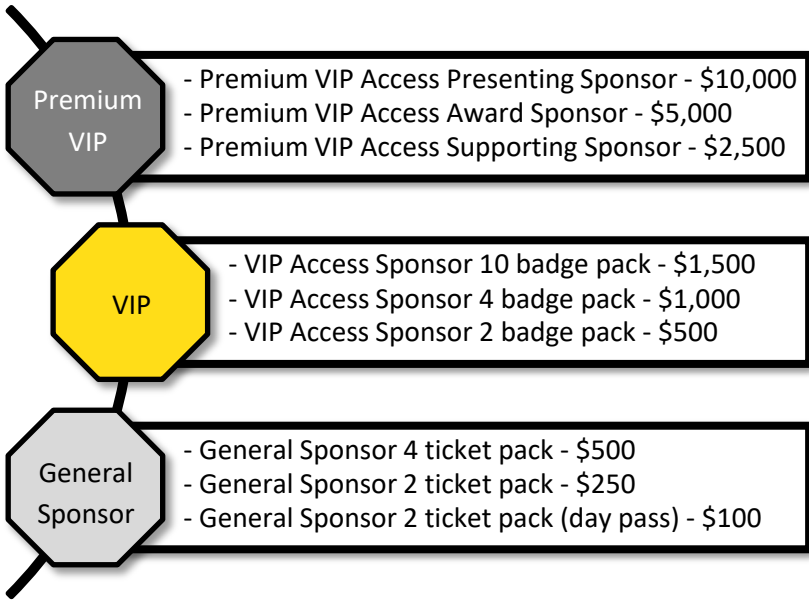 Premium
VIP
- Premium VIP Access Presenting Sponsor - $10,000
- Premium VIP Access Award Sponsor - $5,000
- Premium VIP Access Supporting Sponsor - $2,500
VIP
- VIP Access Sponsor 10 badge pack - $1,500
- VIP Access Sponsor 4 badge pack - $1,000
- VIP Access Sponsor 2 badge pack - $500
General
Sponsor
- General Sponsor 4 ticket pack - $500
- General Sponsor 2 ticket pack - $250
- General Sponsor 2 ticket pack (day pass) - $100